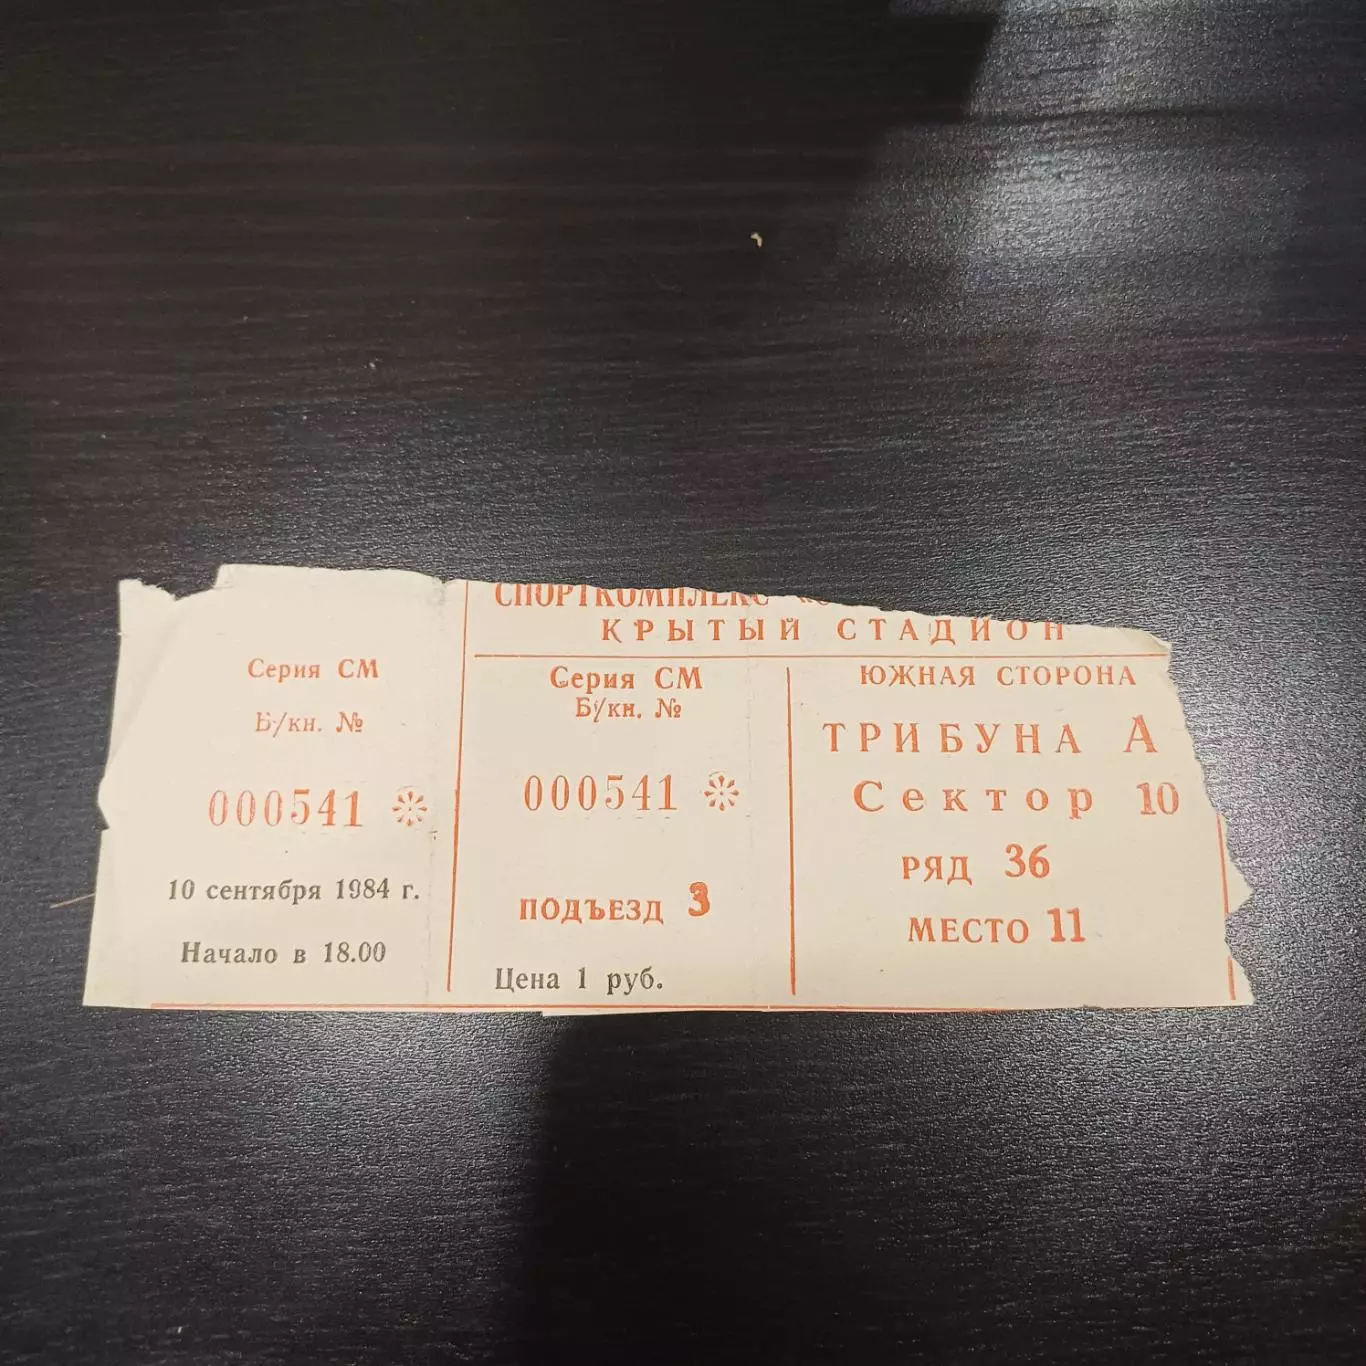 Серия СМ
Б/кн. №
000541
10 сентября 1984 г.
Начало в 18.00
СПОРТКОМПЛЕКС
КРЫТЫЙ СТАДИОН
Серия СМ
Б/кн. №
000541
ПОДЪЕЗД 3
Цена 1 руб.
ЮЖНАЯ СТОРОНА
ТРИБУНА А
Сектор 10
РЯД 36
МЕСТО 11